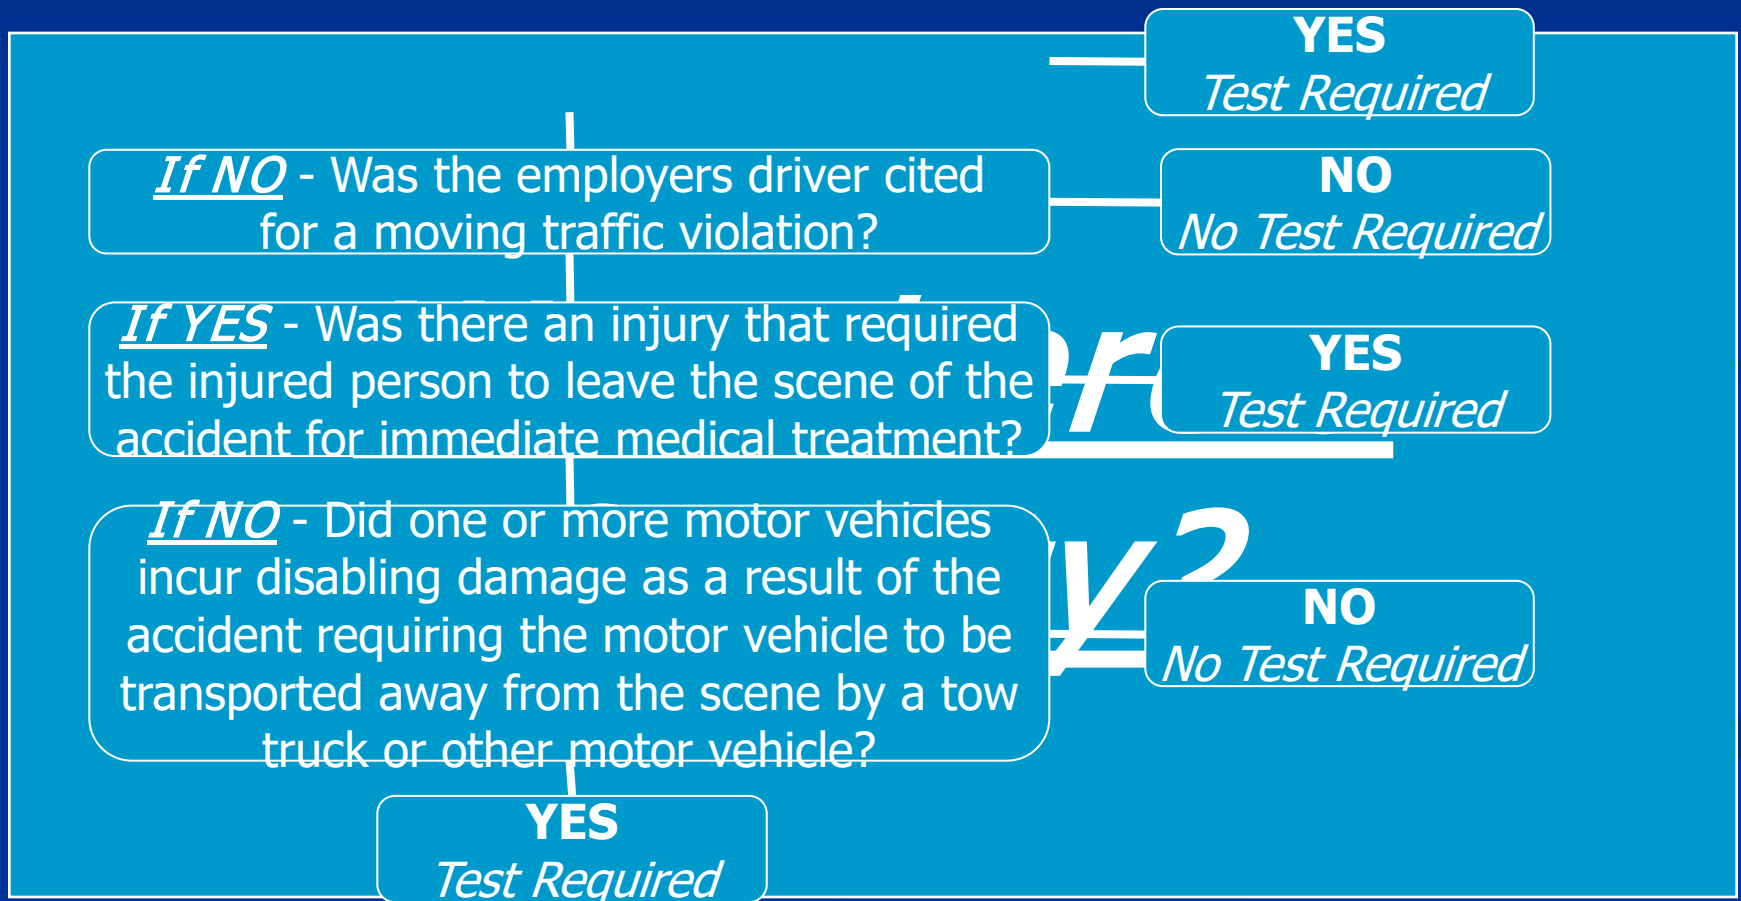 YES
Test Required
If NO - Was the employers driver cited
for a moving traffic violation?
NO
No Test Required
If YES - Was there an injury that required
the injured person to leave the scene of the
accident for immediate medical treatment?
YES
Test Required
If NO - Did one or more motor vehicles
incur disabling damage as a result of the
accident requiring the motor vehicle to be
transported away from the scene by a tow
truck or other motor vehicle?
NO
No Test Required
YES
Test Required